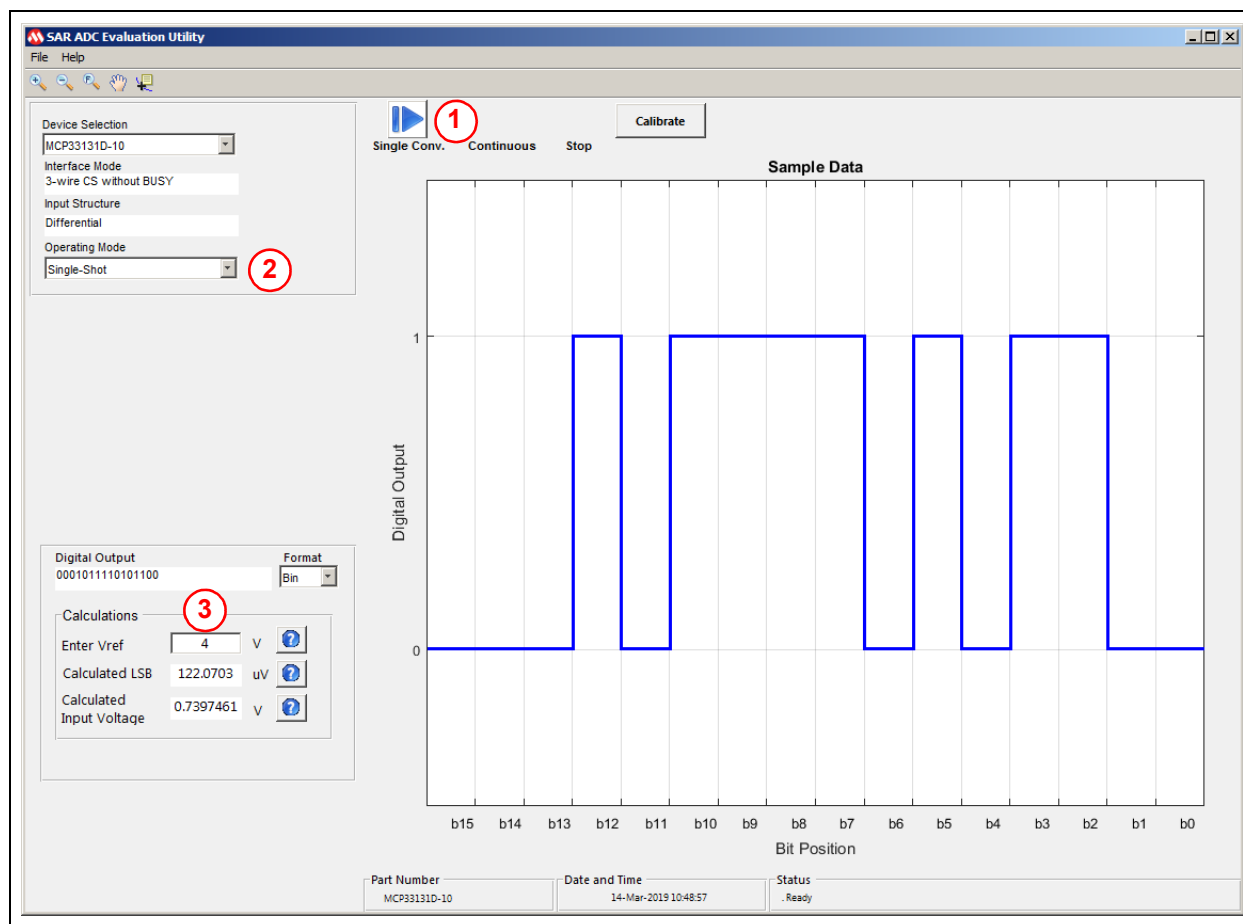 SAR ADC Evaluation Utility
File Help
Device Selection
MCP33131D-10
Interface Mode
3-wire CS without BUSY
Input Structure
Differential
Operating Mode
Single-Shot
2
1
Calibrate
Single Conv. Continuous Stop
Sample Data
1
0
Digital Output
b15 b14 b13 b12 b11 b10 b9 b8 b7 b6 b5 b4 b3 b2 b1 b0
Bit Position
Digital Output Format
0001011110101100 Bin
Calculations
3
Enter Vref 4 V
Calculated LSB 122.0703 uV
Calculated
Input Voltage 0.7397461 V
Part Number
MCP33131D-10
Date and Time
14-Mar-2019 10:48:57
Status
. Ready